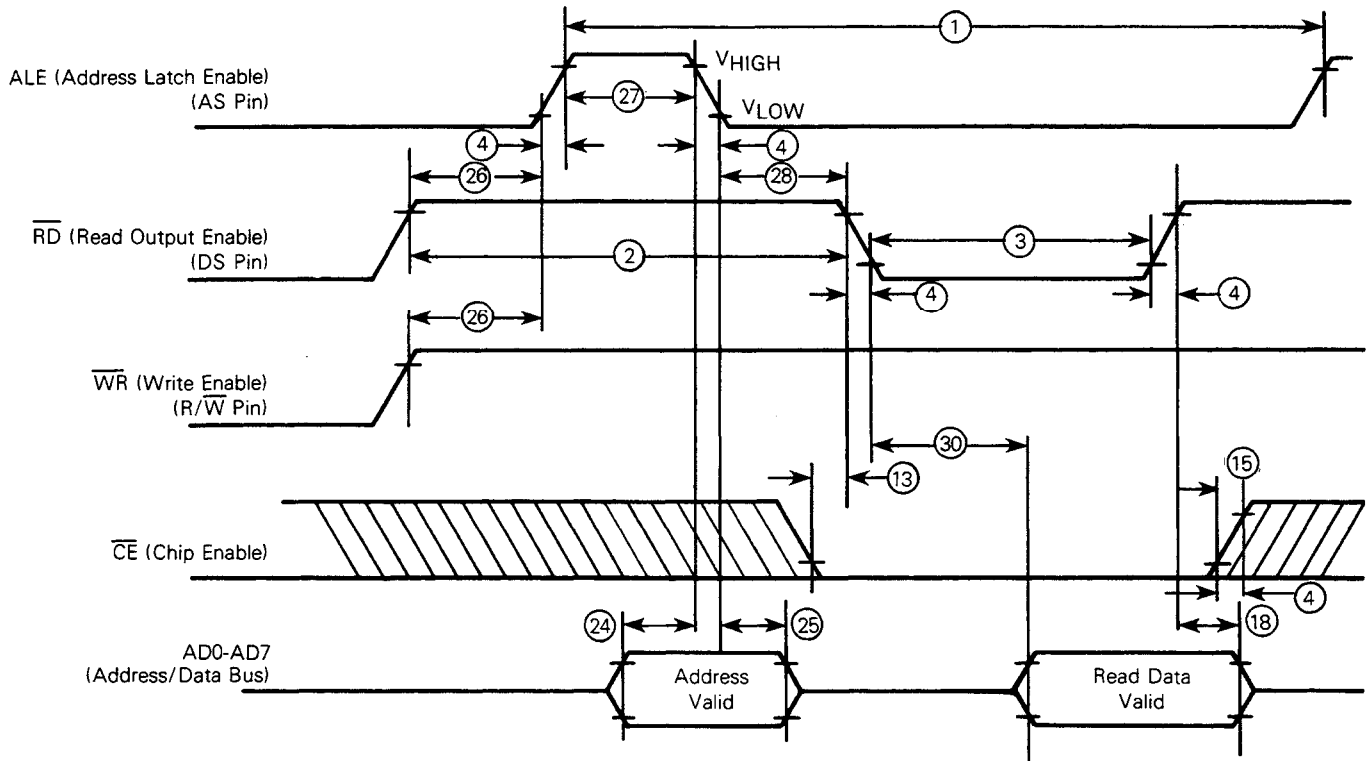 1
ALE (Address Latch Enable)
(AS Pin)
VHIGH
27
VLOW
4
4
26
28
RD (Read Output Enable)
(DS Pin)
2
3
4
4
26
WR (Write Enable)
(R/W Pin)
30
13
15
CE (Chip Enable)
4
24
25
18
AD0-AD7
(Address/Data Bus)
Address
Valid
Read Data
Valid